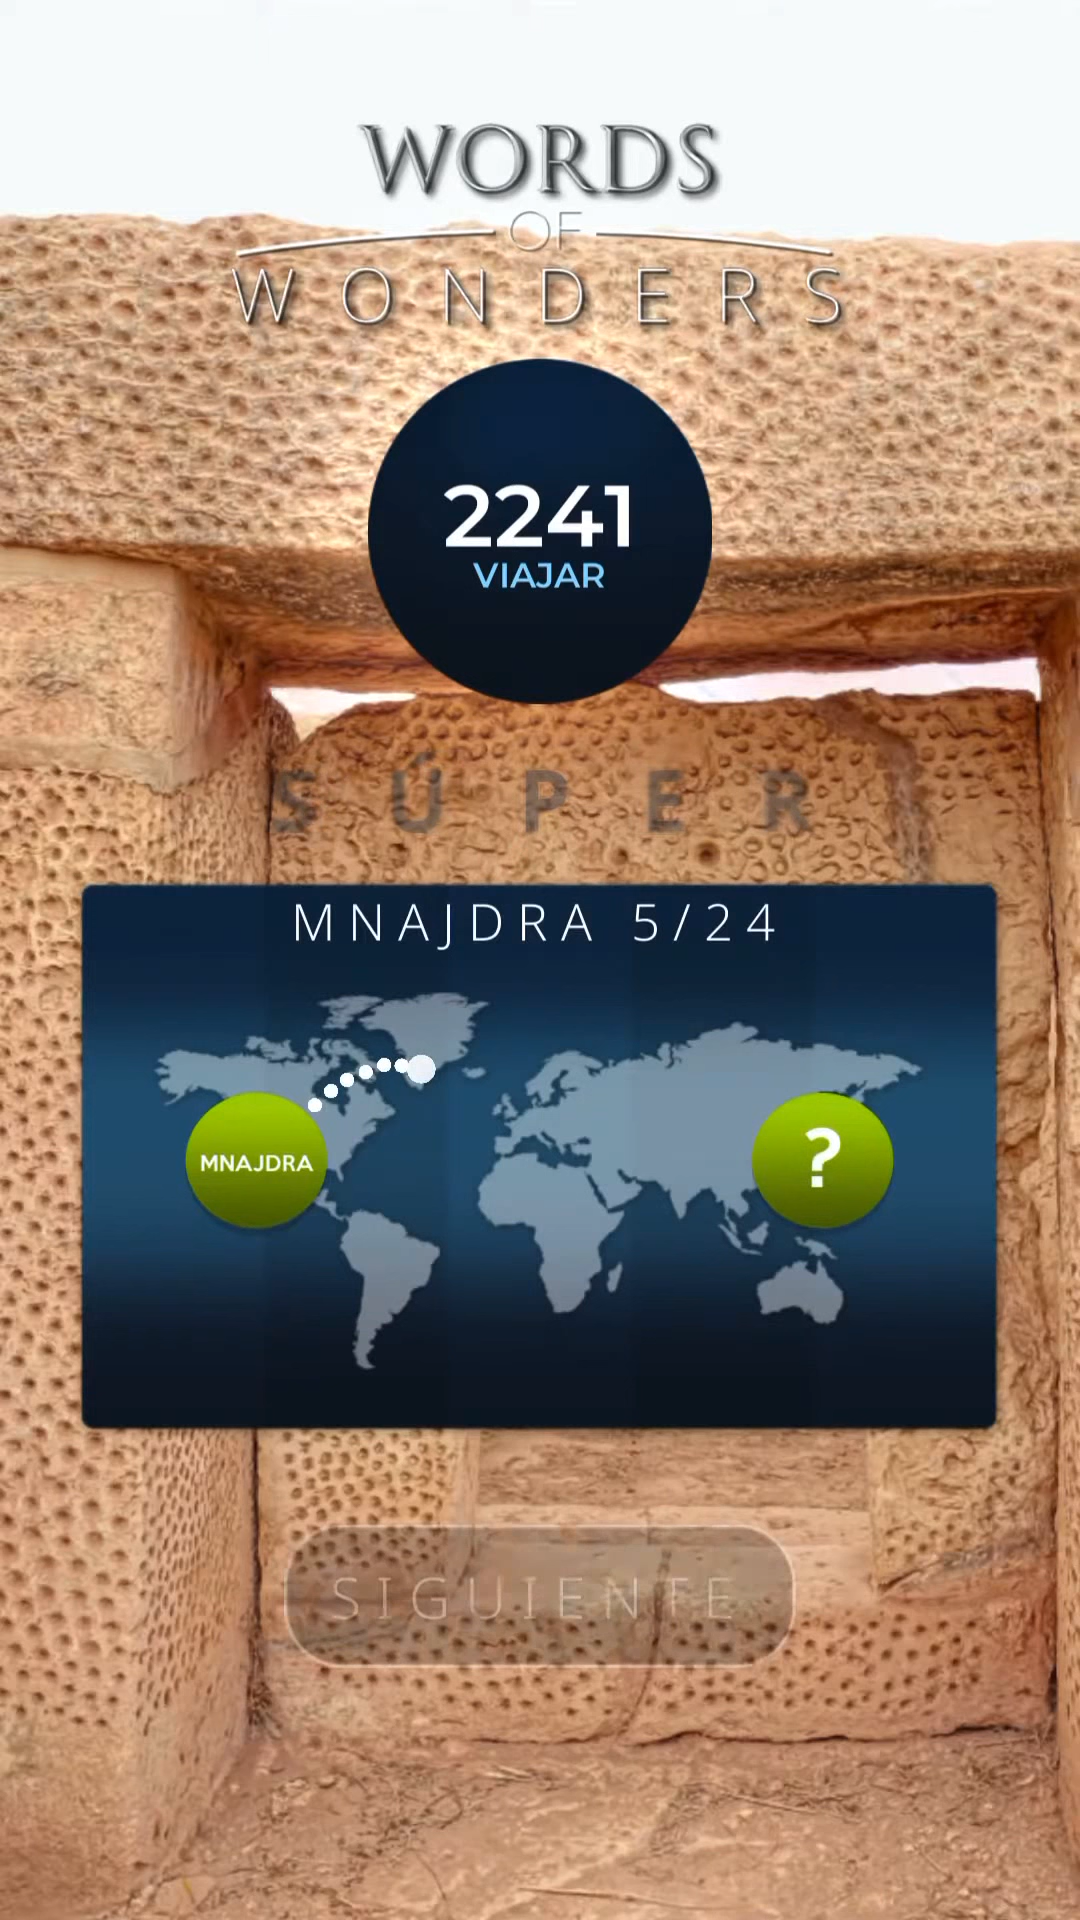 WORDS
OF
WONDERS
2241
VIAJAR
SÚPER
MNAJDRA 5/24
MNAJDRA
?
SIGUIENTE